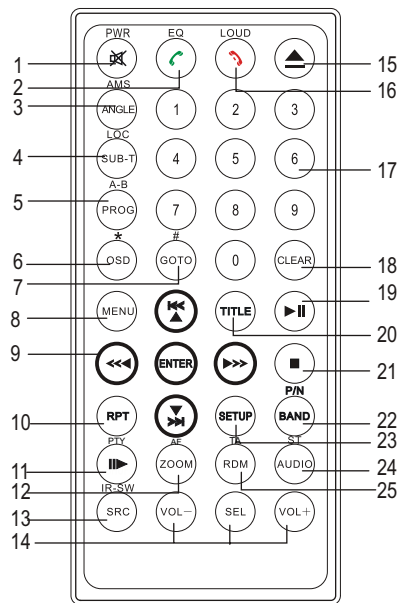 PWR EQ LOUD
1 15
2 16
AMS
3 ANGLE 1 2 3
LOC
4 SUB-T 4 5 6 17
A-B
5 PROG 7 8 9
* #
6 OSD GOTO 0 CLEAR 18
7
8 MENU TITLE 19
20
9 ENTER 21
P/N
10 RPT SETUP BAND 22
23
PTY AF TA ST
11 ZOOM RDM AUDIO 24
12 25
IR-SW
13 SRC VOL- SEL VOL+
14